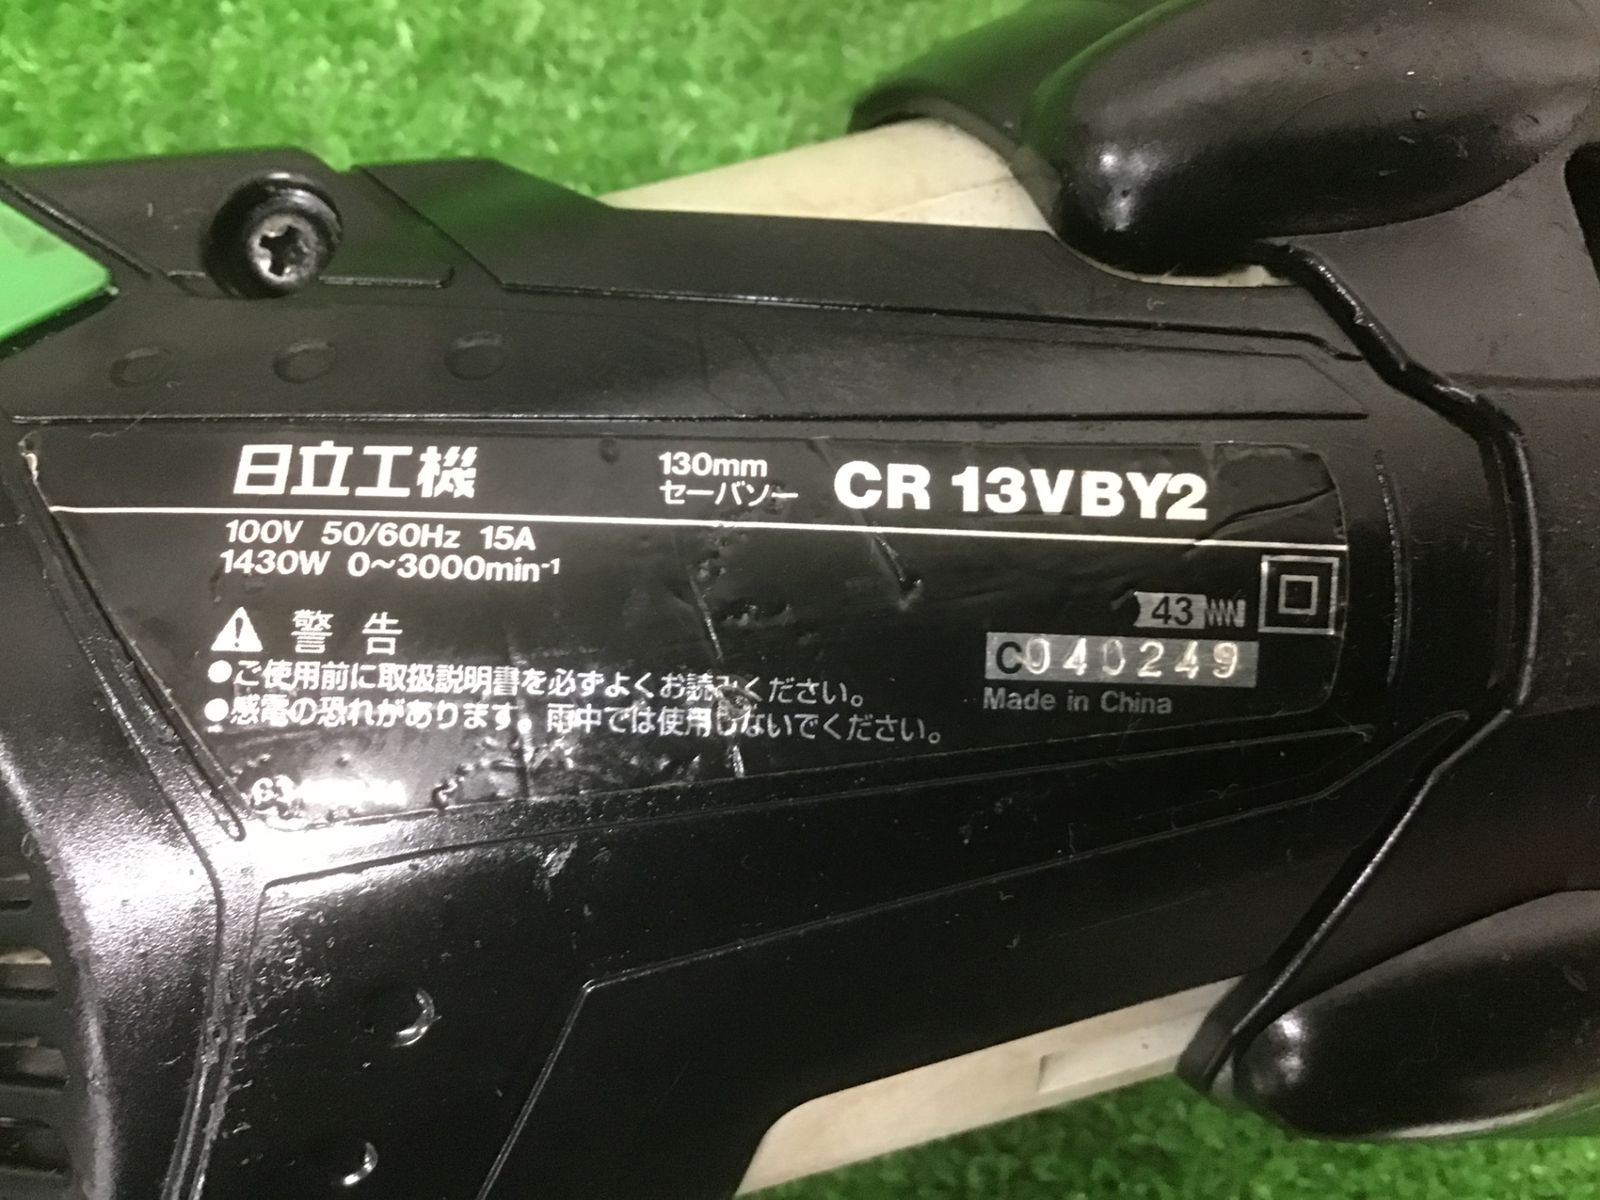 日立工機 130mm セーバソー CR 13VBY2
100V 50/60Hz 15A
1430W 0～3000min⁻¹
警告
●ご使用前に取扱説明書を必ずよくお読みください。
●感電の恐れがあります。雨中では使用しないでください。
43
C040249
Made in China